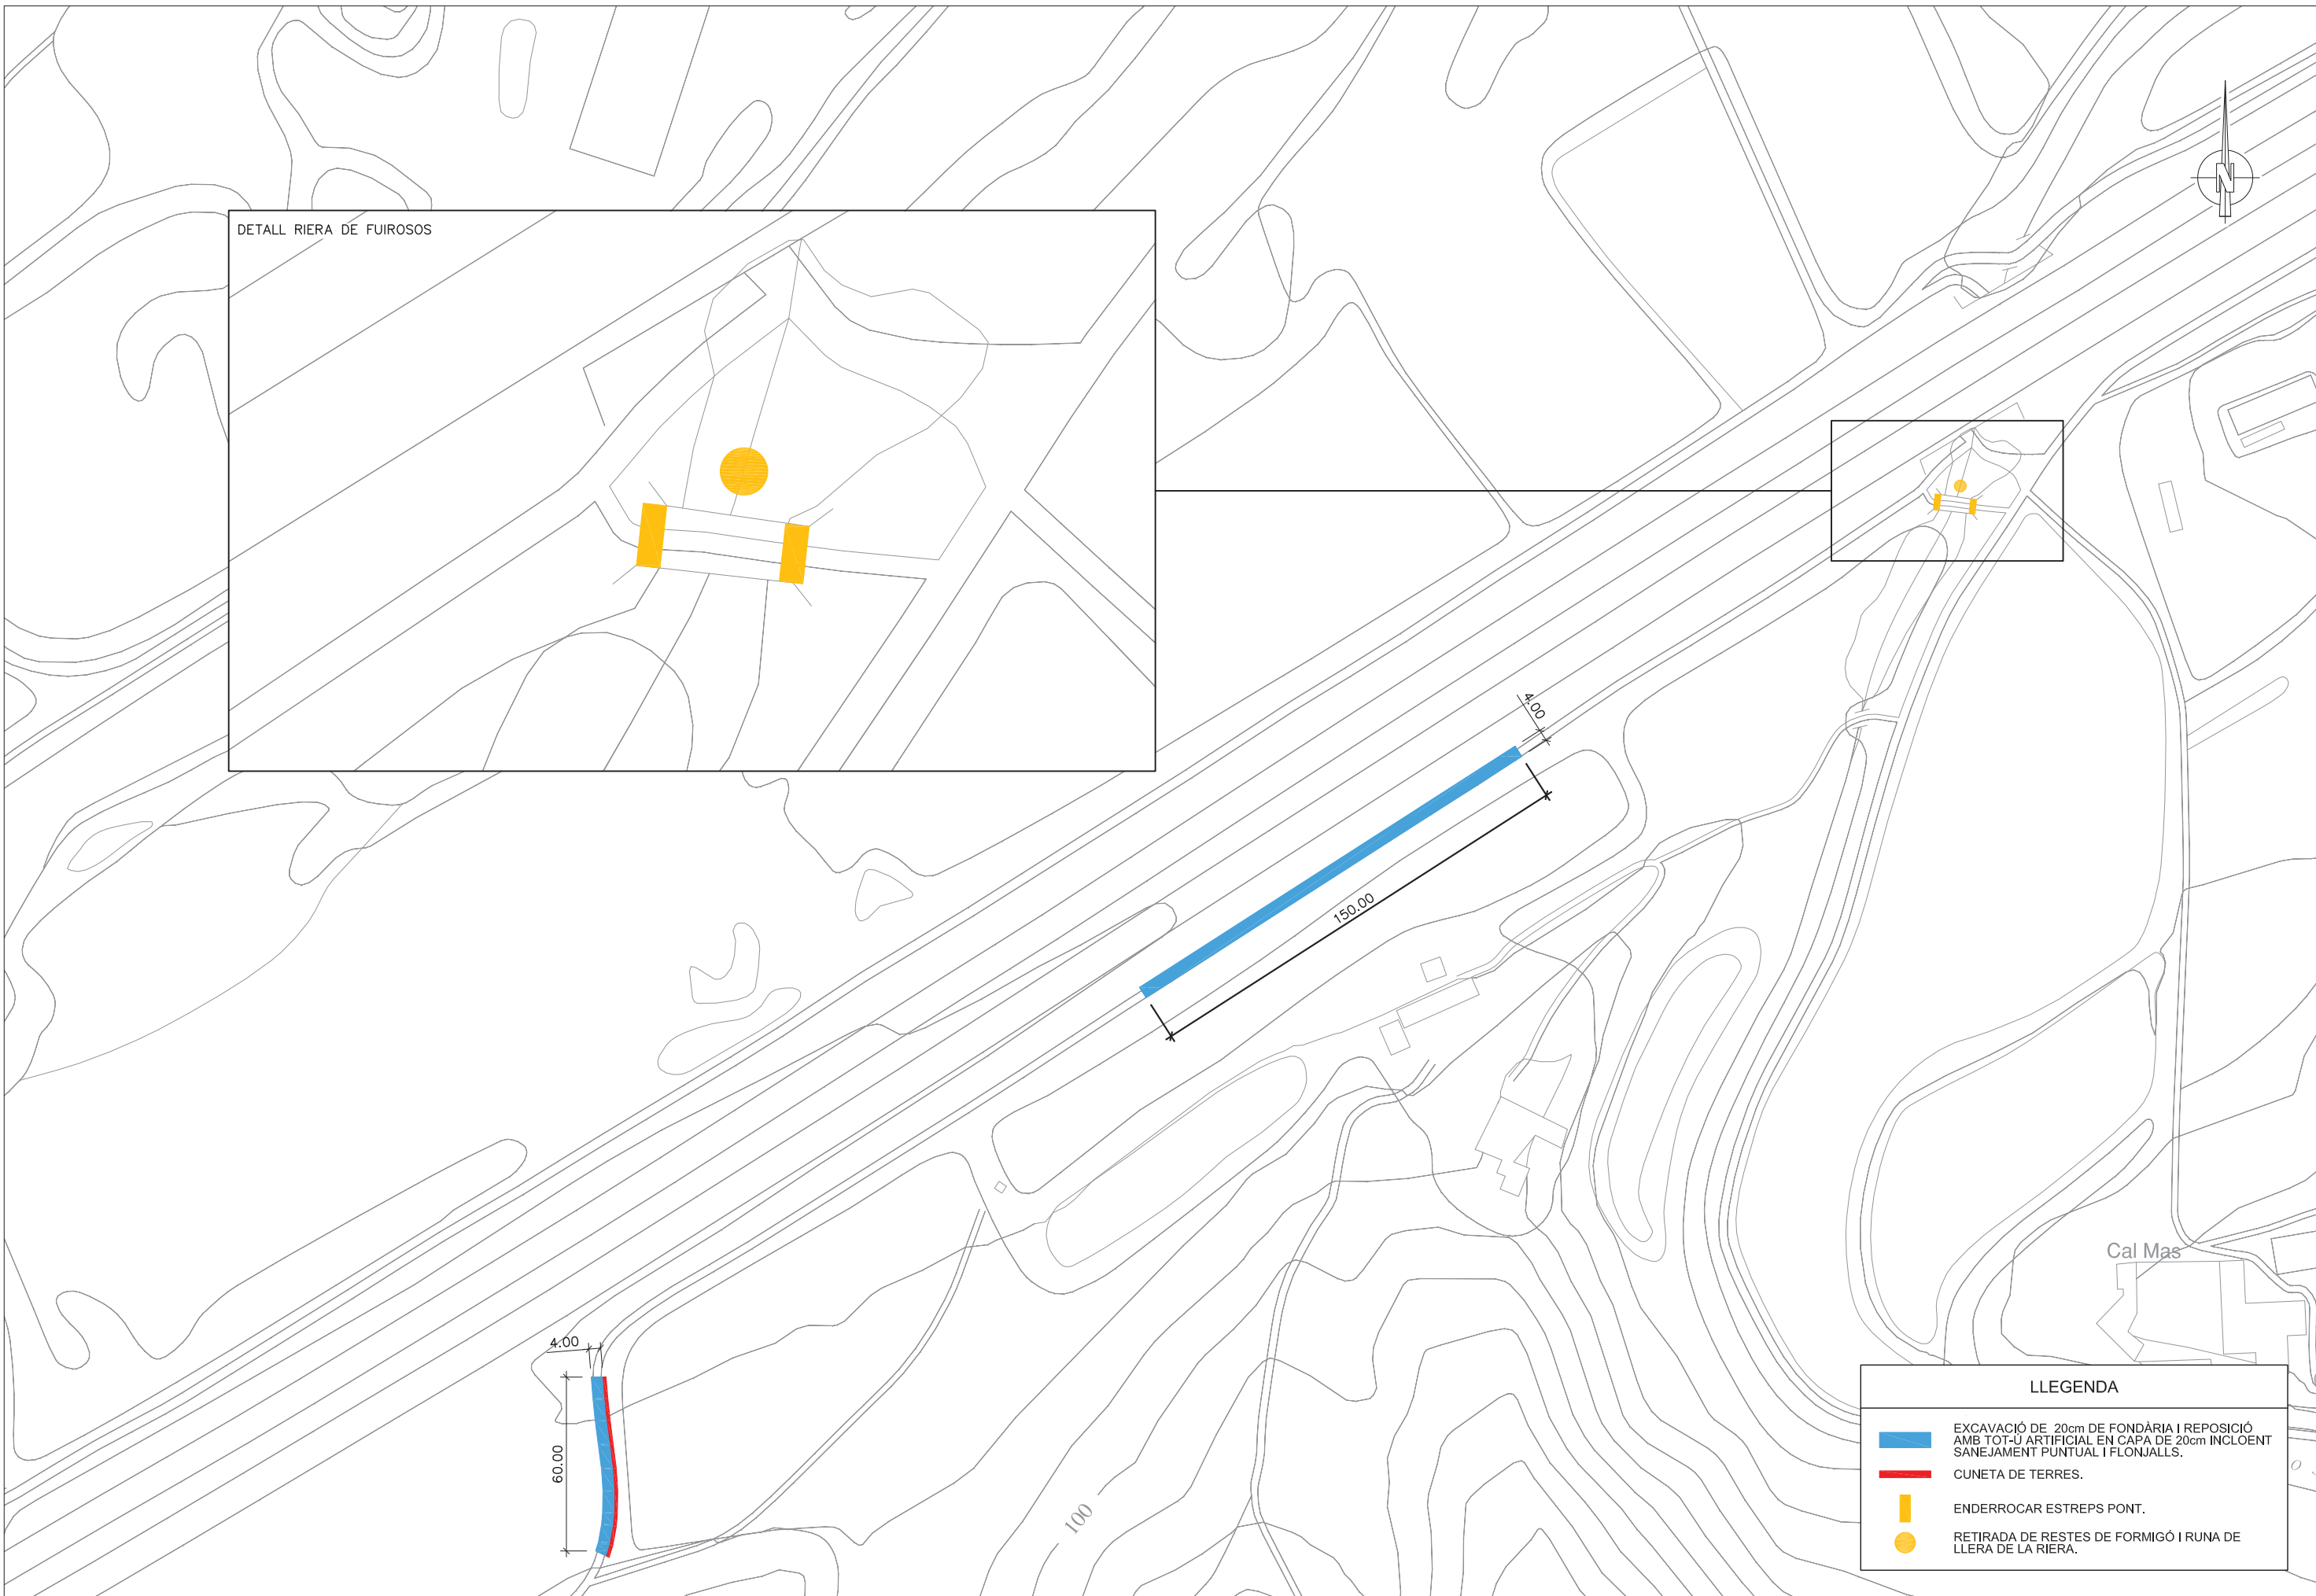 DETALL RIERA DE FUIROSOS
N
4.00
150.00
4.00
60.00
100
Cal Mas
LLEGENDA
EXCAVACIÓ DE 20cm DE FONDÀRIA I REPOSICIÓ
AMB TOT-Ú ARTIFICIAL EN CAPA DE 20cm INCLOENT
SANEJAMENT PUNTUAL I FLONJALLS.
CUNETA DE TERRES.
ENDERROCAR ESTREPS PONT.
RETIRADA DE RESTES DE FORMIGÓ I RUNA DE
LLERA DE LA RIERA.